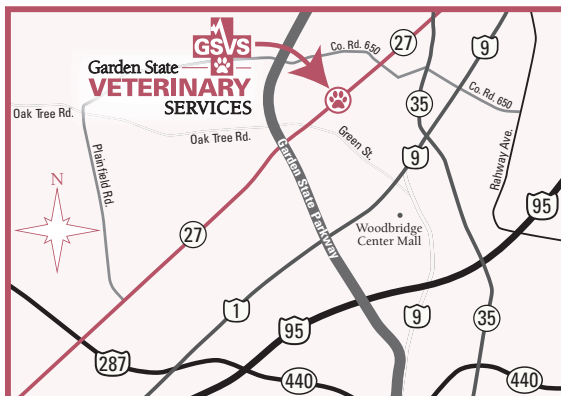 GSVS
Garden State
VETERINARY
SERVICES
Co. Rd. 650
27
9
35
Co. Rd. 650
Oak Tree Rd.
Oak Tree Rd.
Green St.
Plainfield Rd.
Garden State Parkway
9
Rahway Ave.
N
95
Woodbridge
Center Mall
27
1
95
9
35
287
440
440